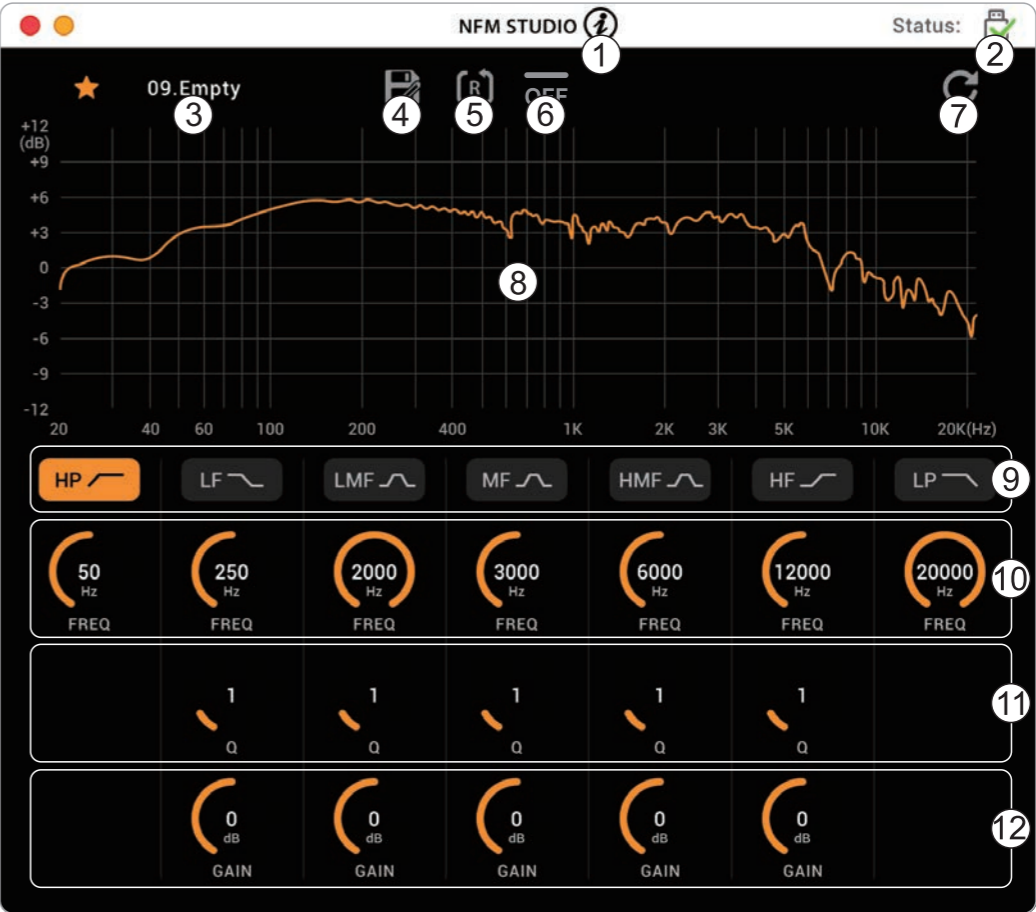 NFM STUDIO i Status:
1 2
09.Empty R OFF
3 4 5 6 7
+12
(dB)
+9
+6
+3
0
8
-3
-6
-9
-12
20 40 60 100 200 400 1K 2K 3K 5K 10K 20K(Hz)
HP LF LMF MF HMF HF LP 9
50 250 2000 3000 6000 12000 20000 10
Hz Hz Hz Hz Hz Hz Hz
FREQ FREQ FREQ FREQ FREQ FREQ FREQ
1 1 1 1 1 11
Q Q Q Q Q
0 0 0 0 0 12
dB dB dB dB dB
GAIN GAIN GAIN GAIN GAIN